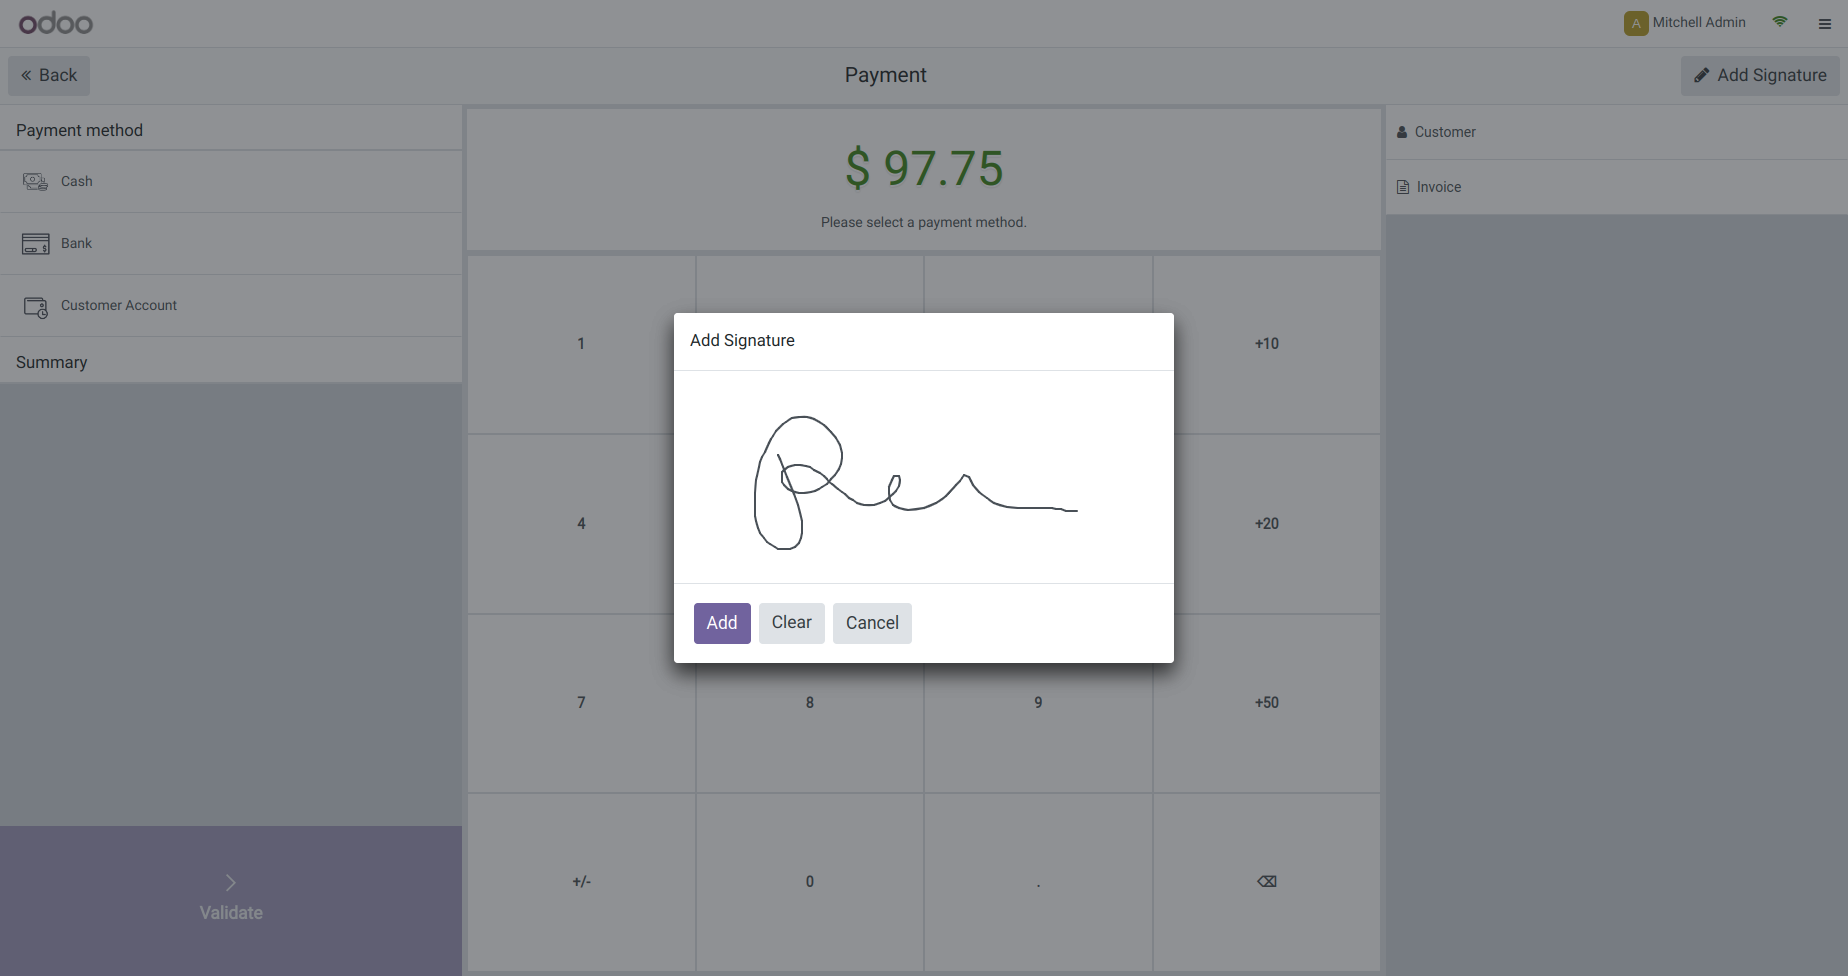 odoo
A Mitchell Admin
Back
Payment
Add Signature
Payment method
Cash
Bank
Customer Account
Summary
$ 97.75
Please select a payment method.
Customer
Invoice
1
+10
4
+20
7
8
9
+50
+/-
0
.
Add Signature
Add
Clear
Cancel
Validate